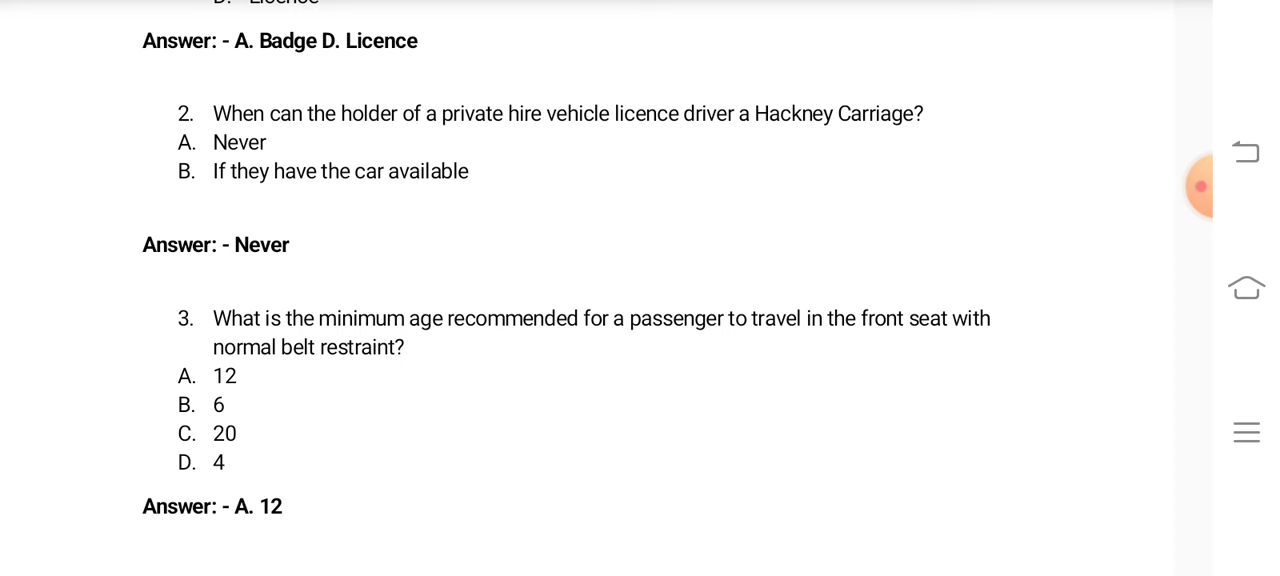 Answer: - A. Badge D. Licence
2. When can the holder of a private hire vehicle licence driver a Hackney Carriage?
A. Never
B. If they have the car available
Answer: - Never
3. What is the minimum age recommended for a passenger to travel in the front seat with
normal belt restraint?
A. 12
B. 6
C. 20
D. 4
Answer: - A. 12